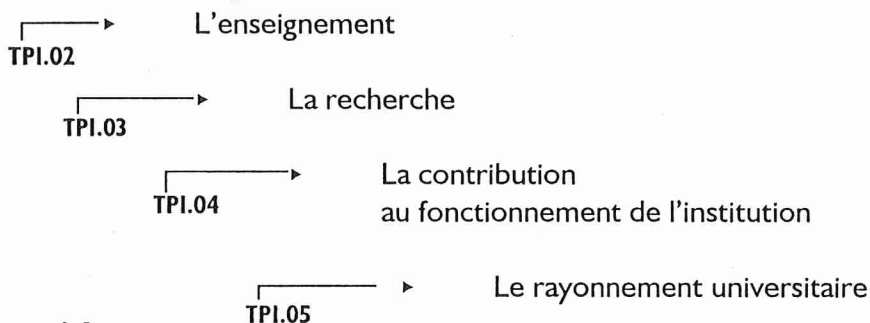 L'enseignement
TPI.02
La recherche
TPI.03
La contribution
TPI.04
au fonctionnement de l'institution
Le rayonnement universitaire
TPI.05